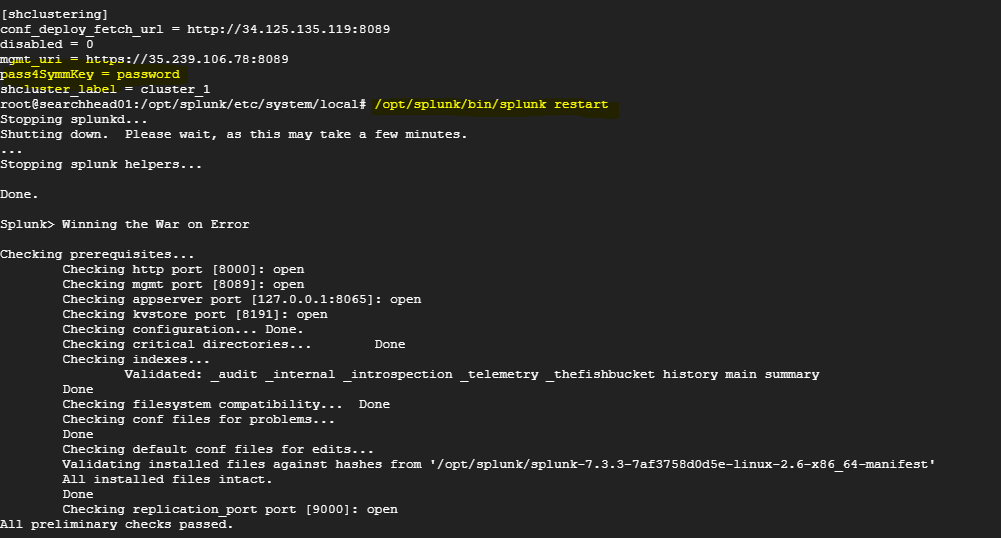 [shclustering]
conf_deploy_fetch_url = http://34.125.135.119:8089
disabled = 0
mgmt_uri = https://35.239.106.78:8089
pass4SymmKey = password
shcluster_label = cluster_1
root@searchhead01:/opt/splunk/etc/system/local# /opt/splunk/bin/splunk restart
Stopping splunkd...
Shutting down.  Please wait, as this may take a few minutes.
...
Stopping splunk helpers...
Done.
Splunk> Winning the War on Error
Checking prerequisites...
Checking http port [8000]: open
Checking mgmt port [8089]: open
Checking appserver port [127.0.0.1:8065]: open
Checking kvstore port [8191]: open
Checking configuration... Done.
Checking critical directories...        Done
Checking indexes...
Validated: _audit _internal _introspection _telemetry _thefishbucket history main summary
Done
Checking filesystem compatibility...  Done
Checking conf files for problems...
Done
Checking default conf files for edits...
Validating installed files against hashes from '/opt/splunk/splunk-7.3.3-7af3758d0d5e-linux-2.6-x86_64-manifest'
All installed files intact.
Done
Checking replication_port port [9000]: open
All preliminary checks passed.